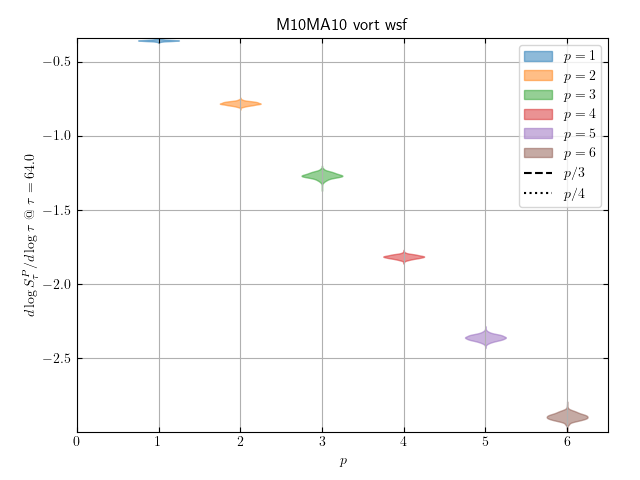 M10MA10 vort wsf
−0.5
−1.0
−1.5
−2.0
−2.5
d log S_τ^P / d log τ @ τ = 64.0
0 1 2 3 4 5 6
p
p = 1
p = 2
p = 3
p = 4
p = 5
p = 6
p/3
p/4